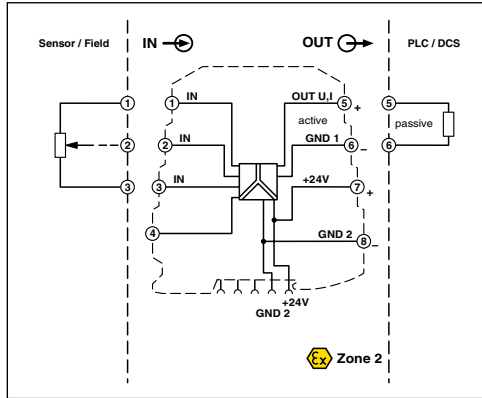 Sensor / Field
IN
OUT
PLC / DCS
1
1
IN
OUT U,I
5
+
5
active
passive
2
2
IN
GND 1
6
–
6
3
3
IN
+24V
7
+
4
GND 2
8
–
+24V
GND 2
Ex
Zone 2